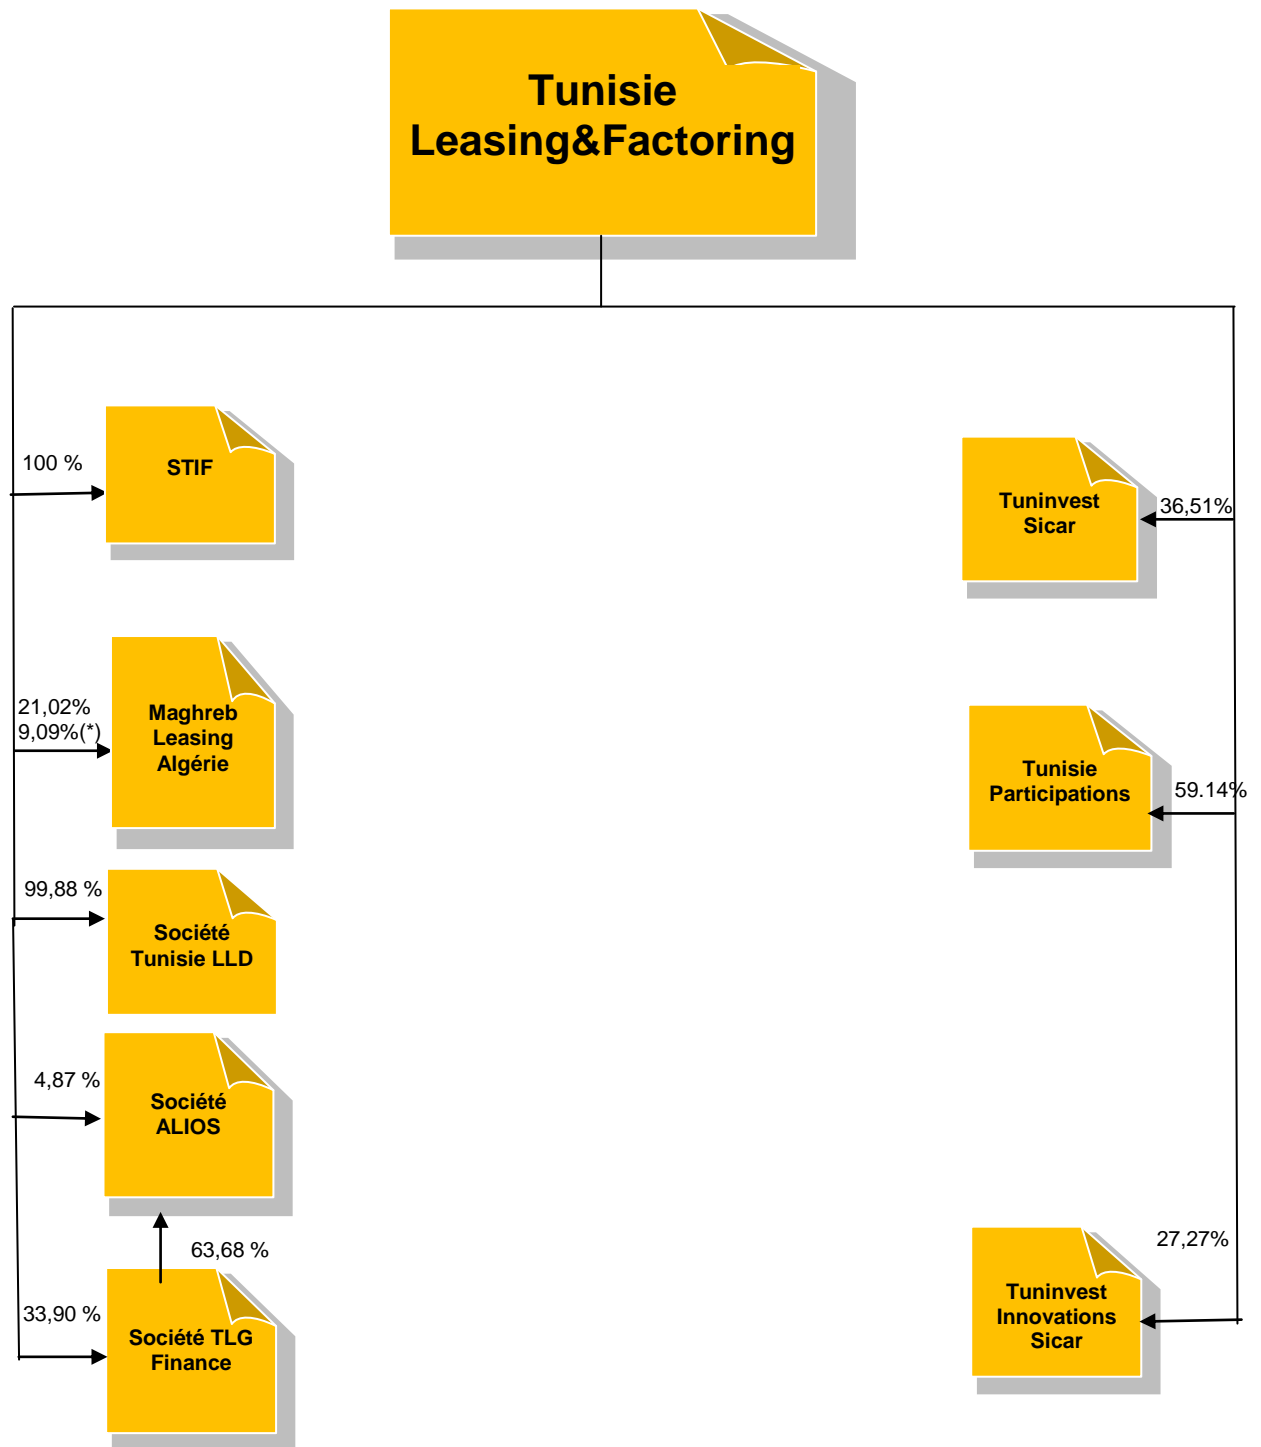 Tunisie
Leasing&Factoring
100 %
STIF
Tuninvest
Sicar
36,51%
21,02%
9,09%(*)
Maghreb
Leasing
Algérie
Tunisie
Participations
59.14%
99,88 %
Société
Tunisie LLD
4,87 %
Société
ALIOS
63,68 %
33,90 %
Société TLG
Finance
27,27%
Tuninvest
Innovations
Sicar